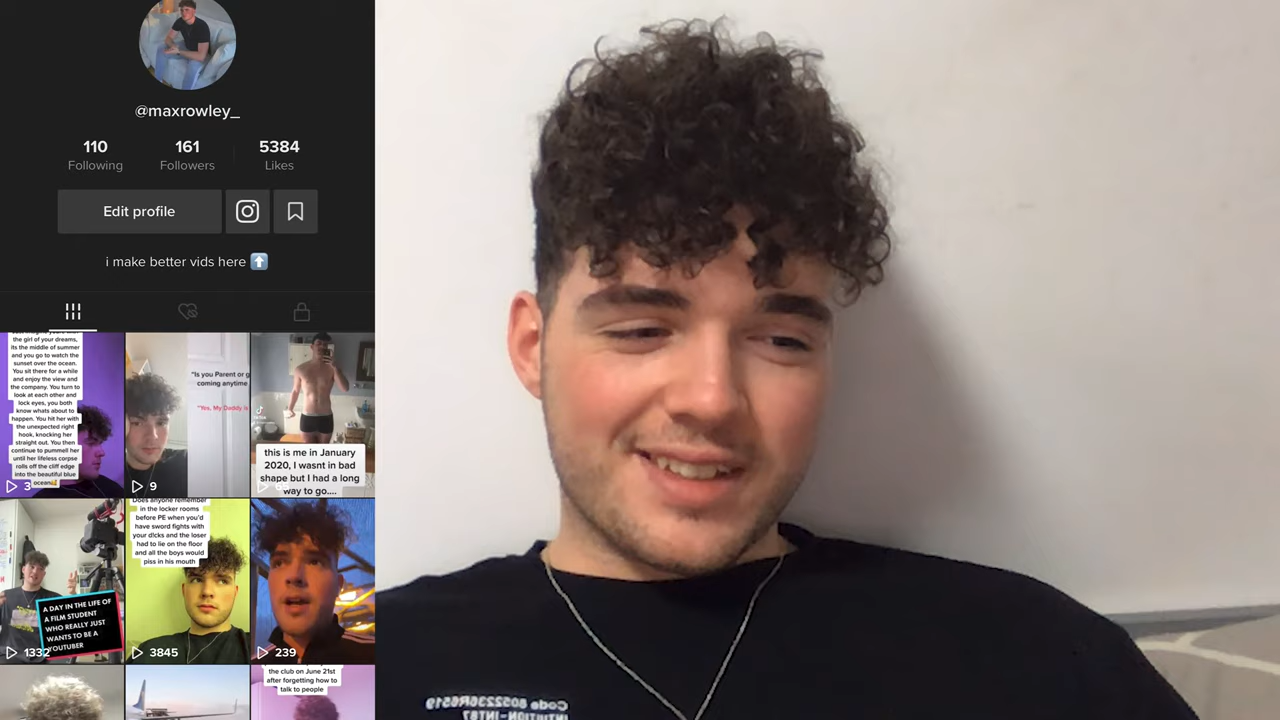 @maxrowley_
110
161
5384
Following
Followers
Likes
Edit profile
i make better vids here ⬆️
the girl of your dreams,
its the middle of summer
and you go to watch the
sunset over the ocean.
You sit there for a while
and enjoy the view and
the company. You turn to
look at each other and
lock eyes, you both
know whats about to
happen. You hit her with
the unexpected right
hook, knocking her
straight out. You then
continue to pummell her
until her lifeless corpse
rolls off the cliff edge
into the beautiful blue
ocean
"Is you Parent or g
coming anytime
"Yes, My Daddy is
9
this is me in January
2020, I wasnt in bad
shape but I had a long
way to go....
A DAY IN THE LIFE OF
A FILM STUDENT
WHO REALLY JUST
WANTS TO BE A
YOUTUBER
1332
Does anyone remember
in the locker rooms
before PE when you'd
have sword fights with
your d!cks and the loser
had to lie on the floor
and all the boys would
piss in his mouth
3845
239
the club on June 21st
after forgetting how to
talk to people
Code 8052236R6519
INTUITION-INT87